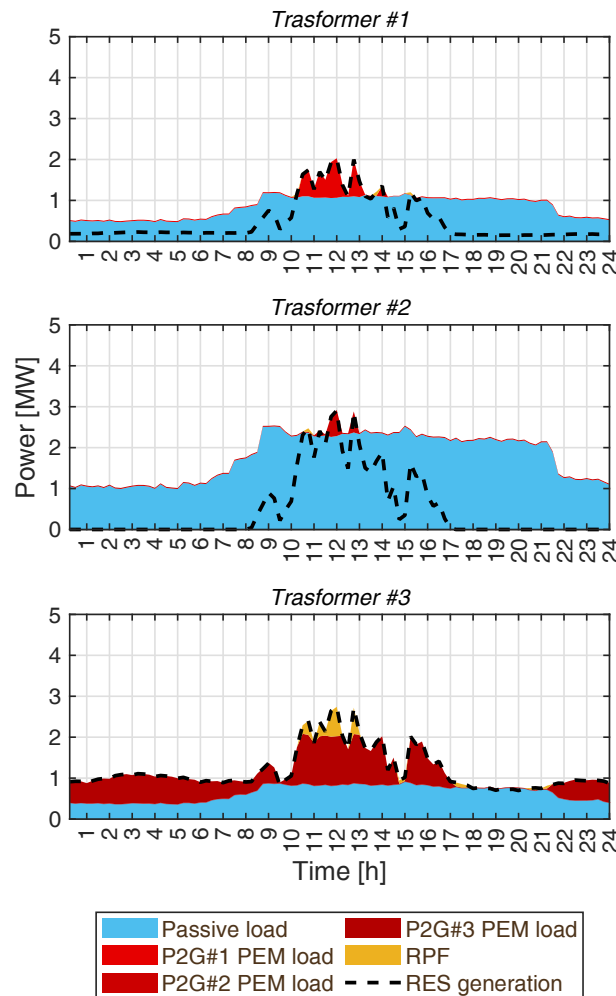 Trasformer #1
5
4
3
2
1
0
1 2 3 4 5 6 7 8 9 10 11 12 13 14 15 16 17 18 19 20 21 22 23 24
Trasformer #2
5
4
3
2
1
0
1 2 3 4 5 6 7 8 9 10 11 12 13 14 15 16 17 18 19 20 21 22 23 24
Power [MW]
Trasformer #3
5
4
3
2
1
0
1 2 3 4 5 6 7 8 9 10 11 12 13 14 15 16 17 18 19 20 21 22 23 24
Time [h]
Passive load
P2G#1 PEM load
P2G#2 PEM load
P2G#3 PEM load
RPF
RES generation